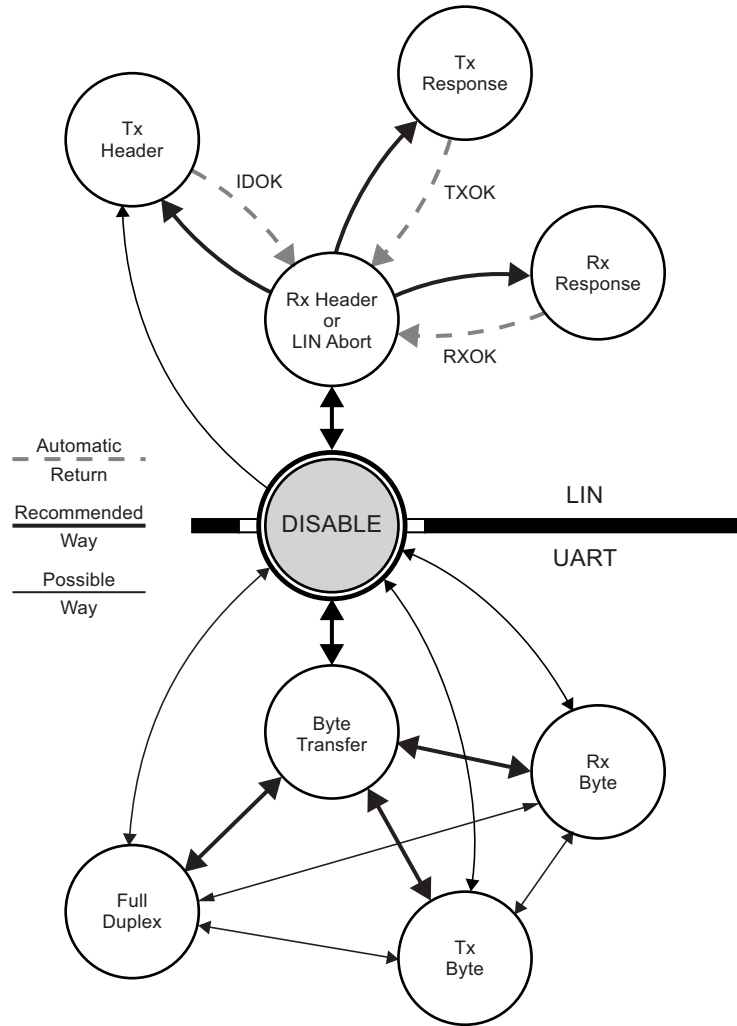 Tx
Response
Tx
Header
IDOK
TXOK
Rx
Response
Rx Header
or
LIN Abort
RXOK
Automatic
Return
Recommended
Way
Possible
Way
DISABLE
LIN
UART
Byte
Transfer
Rx
Byte
Full
Duplex
Tx
Byte